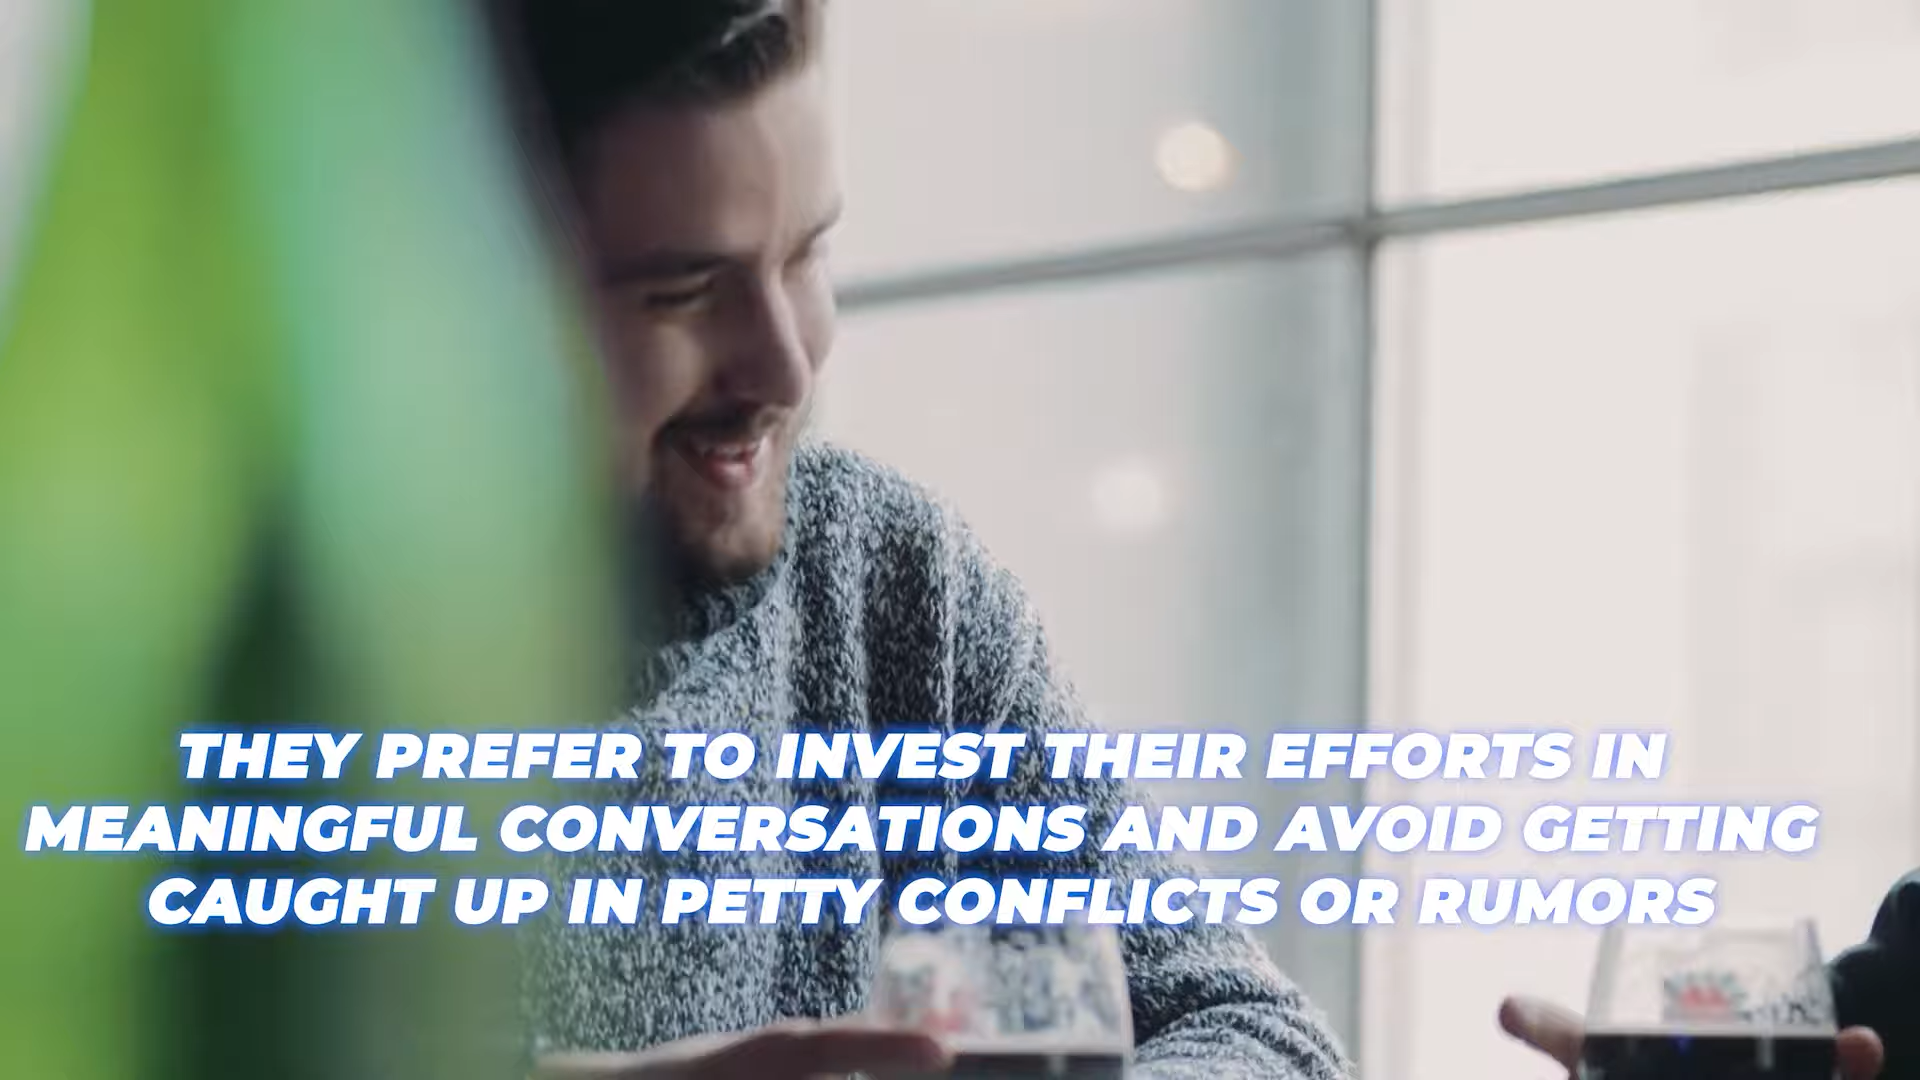 THEY PREFER TO INVEST THEIR EFFORTS IN
MEANINGFUL CONVERSATIONS AND AVOID GETTING
CAUGHT UP IN PETTY CONFLICTS OR RUMORS